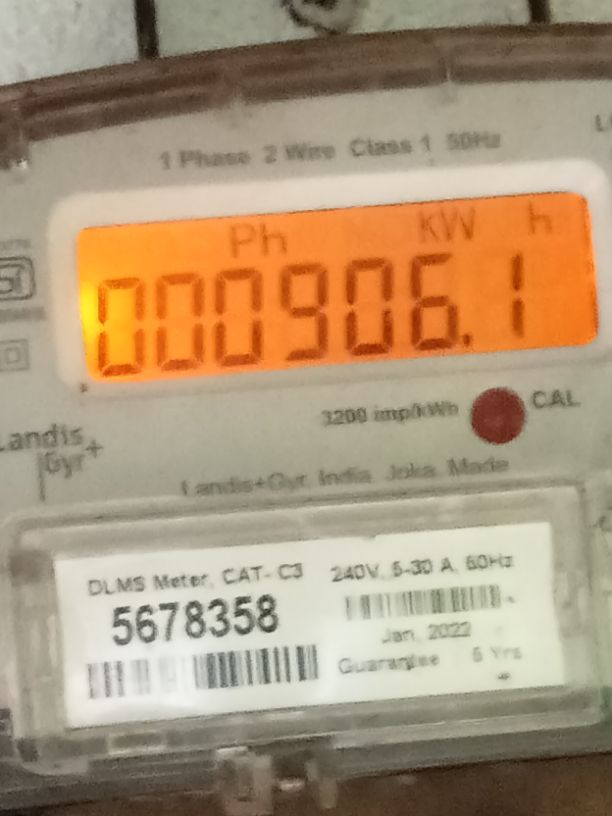 1 Phase 2 Wire Class 1 50Hz
Ph KW h
000906.1
3200 imp/kWh CAL
Landis
Gyr+
Landis+Gyr, India, Joka, Made
DLMS Meter, CAT- C3
5678358
240V, 5-30 A, 50Hz
Jan, 2022
Guarantee 5 Yrs